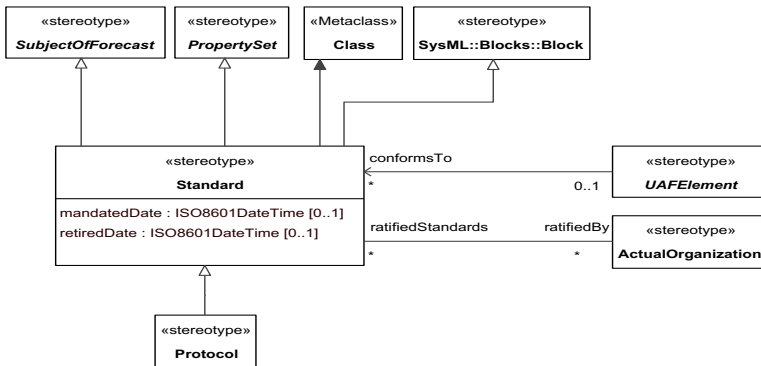 «stereotype»
SubjectOfForecast
«stereotype»
PropertySet
«Metaclass»
Class
«stereotype»
SysML::Blocks::Block
«stereotype»
Standard
mandatedDate : ISO8601DateTime [0..1]
retiredDate : ISO8601DateTime [0..1]
conformsTo
*
0..1
«stereotype»
UAFElement
ratifiedStandards
ratifiedBy
*
*
«stereotype»
ActualOrganization
«stereotype»
Protocol